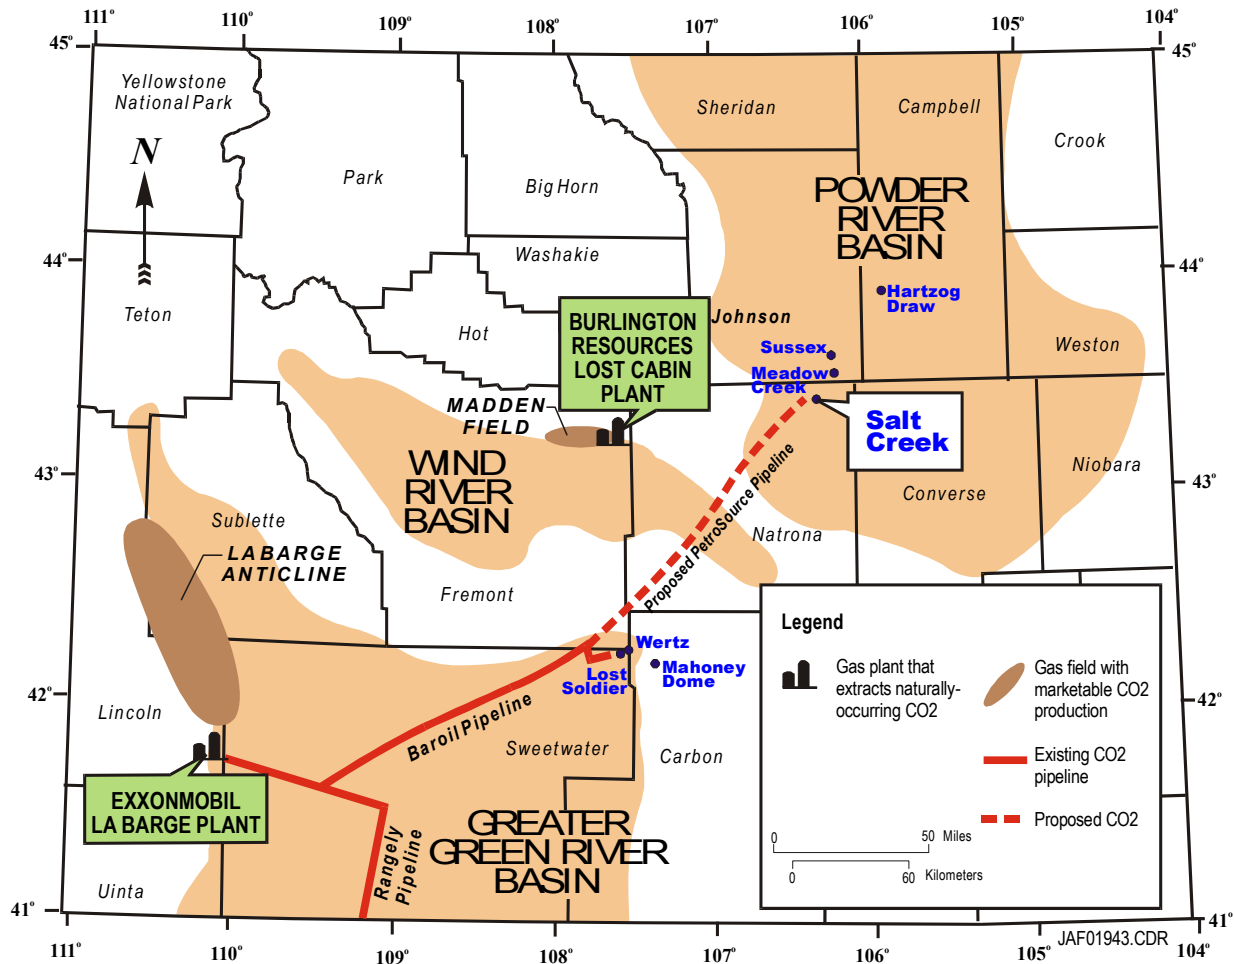 111°
110°
109°
108°
107°
106°
105°
104°
45°
45°
Yellowstone
National Park
Sheridan
Campbell
Crook
N
Park
Big Horn
POWDER
RIVER
BASIN
Washakie
44°
44°
Teton
Hot
Hartzog
Draw
Johnson
BURLINGTON
RESOURCES
LOST CABIN
PLANT
Sussex
Meadow
Creek
Weston
MADDEN
FIELD
Salt
Creek
WIND
RIVER
BASIN
43°
43°
Niobara
Converse
Sublette
LABARGE
ANTICLINE
Natrona
Proposed PetroSource Pipeline
Fremont
Wertz
Lost
Soldier
Mahoney
Dome
42°
42°
Lincoln
Baroil Pipeline
Sweetwater
Carbon
EXXONMOBIL
LA BARGE PLANT
GREATER
GREEN RIVER
BASIN
Rangely
Pipeline
Uinta
Legend
Gas plant that
extracts naturally-
occurring CO2
Gas field with
marketable CO2
production
Existing CO2
pipeline
Proposed CO2
0
50 Miles
0
60 Kilometers
41°
41°
JAF01943.CDR
111°
110°
109°
108°
107°
106°
105°
104°